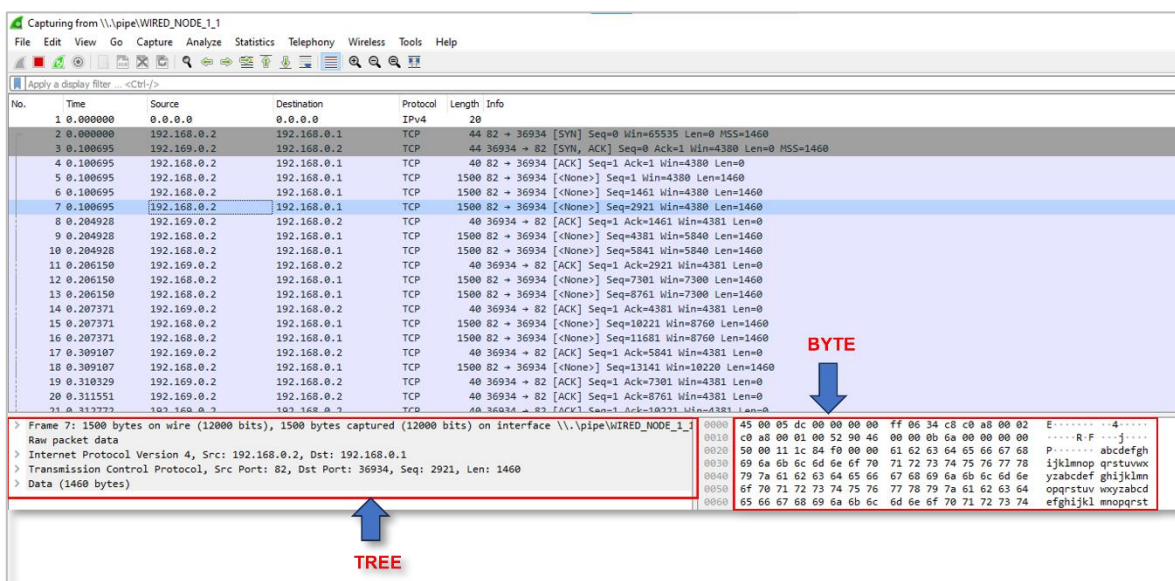 Capturing from \\.\pipe\WIRED_NODE_1_1
File Edit View Go Capture Analyze Statistics Telephony Wireless Tools Help
Apply a display filter ... <Ctrl-/>
No. Time Source Destination Protocol Length Info
1 0.000000 0.0.0.0 0.0.0.0 IPv4 20
2 0.000000 192.168.0.2 192.168.0.1 TCP 44 82 → 36934 [SYN] Seq=0 Win=65535 Len=0 MSS=1460
3 0.100695 192.169.0.2 192.168.0.2 TCP 44 36934 → 82 [SYN, ACK] Seq=0 Ack=1 Win=4380 Len=0 MSS=1460
4 0.100695 192.168.0.2 192.168.0.1 TCP 40 82 → 36934 [ACK] Seq=1 Ack=1 Win=4380 Len=0
5 0.100695 192.168.0.2 192.168.0.1 TCP 1500 82 → 36934 [<None>] Seq=1 Win=4380 Len=1460
6 0.100695 192.168.0.2 192.168.0.1 TCP 1500 82 → 36934 [<None>] Seq=1461 Win=4380 Len=1460
7 0.100695 192.168.0.2 192.168.0.1 TCP 1500 82 → 36934 [<None>] Seq=2921 Win=4380 Len=1460
8 0.204928 192.169.0.2 192.168.0.2 TCP 40 36934 → 82 [ACK] Seq=1 Ack=1461 Win=4381 Len=0
9 0.204928 192.168.0.2 192.168.0.1 TCP 1500 82 → 36934 [<None>] Seq=4381 Win=5840 Len=1460
10 0.204928 192.168.0.2 192.168.0.1 TCP 1500 82 → 36934 [<None>] Seq=5841 Win=5840 Len=1460
11 0.206150 192.169.0.2 192.168.0.2 TCP 40 36934 → 82 [ACK] Seq=1 Ack=2921 Win=4381 Len=0
12 0.206150 192.168.0.2 192.168.0.1 TCP 1500 82 → 36934 [<None>] Seq=7301 Win=7300 Len=1460
13 0.206150 192.168.0.2 192.168.0.1 TCP 1500 82 → 36934 [<None>] Seq=8761 Win=7300 Len=1460
14 0.207371 192.169.0.2 192.168.0.2 TCP 40 36934 → 82 [ACK] Seq=1 Ack=4381 Win=4381 Len=0
15 0.207371 192.168.0.2 192.168.0.1 TCP 1500 82 → 36934 [<None>] Seq=10221 Win=8760 Len=1460
16 0.207371 192.168.0.2 192.168.0.1 TCP 1500 82 → 36934 [<None>] Seq=11681 Win=8760 Len=1460
17 0.309107 192.169.0.2 192.168.0.2 TCP 40 36934 → 82 [ACK] Seq=1 Ack=5841 Win=4381 Len=0
18 0.309107 192.168.0.2 192.168.0.1 TCP 1500 82 → 36934 [<None>] Seq=13141 Win=10220 Len=1460
19 0.310329 192.169.0.2 192.168.0.2 TCP 40 36934 → 82 [ACK] Seq=1 Ack=7301 Win=4381 Len=0
20 0.311551 192.169.0.2 192.168.0.2 TCP 40 36934 → 82 [ACK] Seq=1 Ack=8761 Win=4381 Len=0
21 0.312772 192.169.0.2 192.168.0.2 TCP 40 36934 → 82 [ACK] Seq=1 Ack=10221 Win=4381 Len=0
BYTE
> Frame 7: 1500 bytes on wire (12000 bits), 1500 bytes captured (12000 bits) on interface \\.\pipe\WIRED_NODE_1_1
Raw packet data
> Internet Protocol Version 4, Src: 192.168.0.2, Dst: 192.168.0.1
> Transmission Control Protocol, Src Port: 82, Dst Port: 36934, Seq: 2921, Len: 1460
> Data (1460 bytes)
0000 45 00 05 dc 00 00 00 00 ff 06 34 c8 c0 a8 00 02 E······· ··4·····
0010 c0 a8 00 01 00 52 90 46 00 00 0b 6a 00 00 00 00 ·····R·F ···j····
0020 50 00 11 1c 84 f0 00 00 61 62 63 64 65 66 67 68 P······· abcdefgh
0030 69 6a 6b 6c 6d 6e 6f 70 71 72 73 74 75 76 77 78 ijklmnop qrstuvwx
0040 79 7a 61 62 63 64 65 66 67 68 69 6a 6b 6c 6d 6e yzabcdef ghijklmn
0050 6f 70 71 72 73 74 75 76 77 78 79 7a 61 62 63 64 opqrstuv wxyzabcd
0060 65 66 67 68 69 6a 6b 6c 6d 6e 6f 70 71 72 73 74 efghijkl mnopqrst
TREE